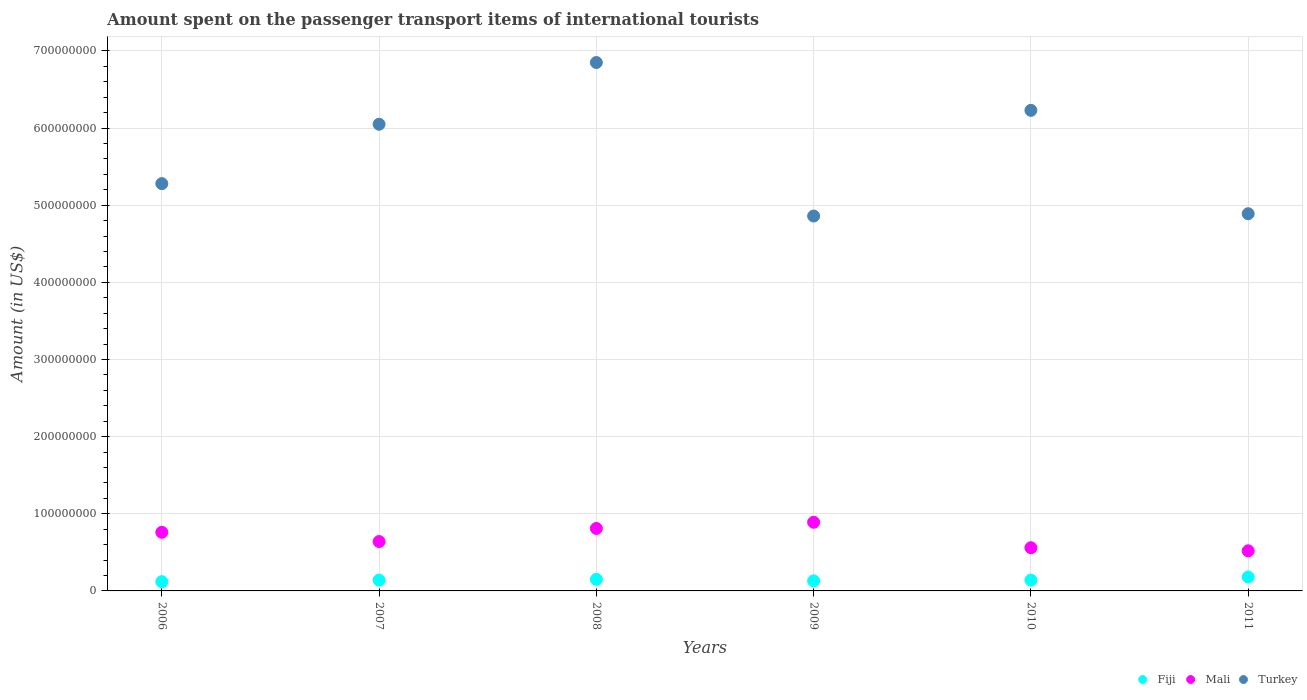 Amount spent on the passenger transport items of international tourists
Amount (in US$)
700000000
600000000
500000000
400000000
300000000
200000000
100000000
0
2006
2007
2008
2009
2010
2011
Years
Fiji
Mali
Turkey